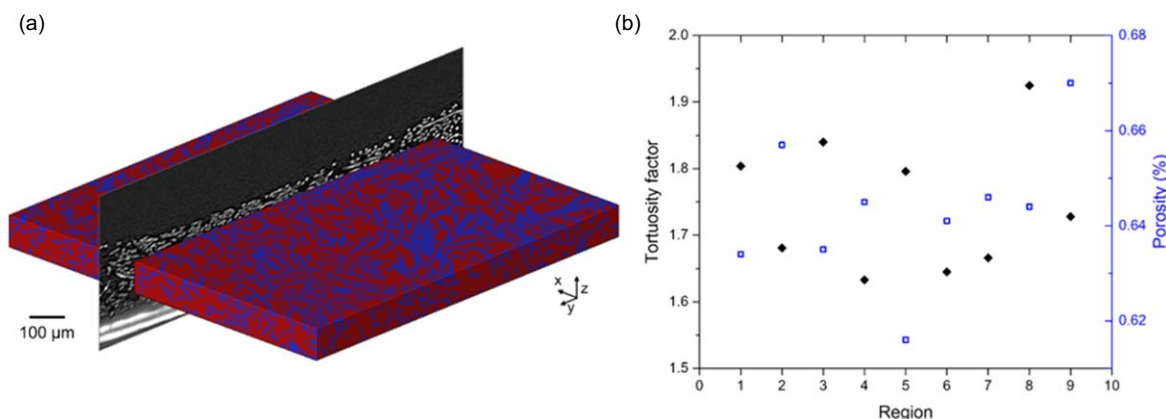 (a)
x
z
y
100 μm
(b)
2.0
1.9
1.8
1.7
1.6
1.5
Tortuosity factor
0.68
0.66
0.64
0.62
Porosity (%)
0 1 2 3 4 5 6 7 8 9 10
Region